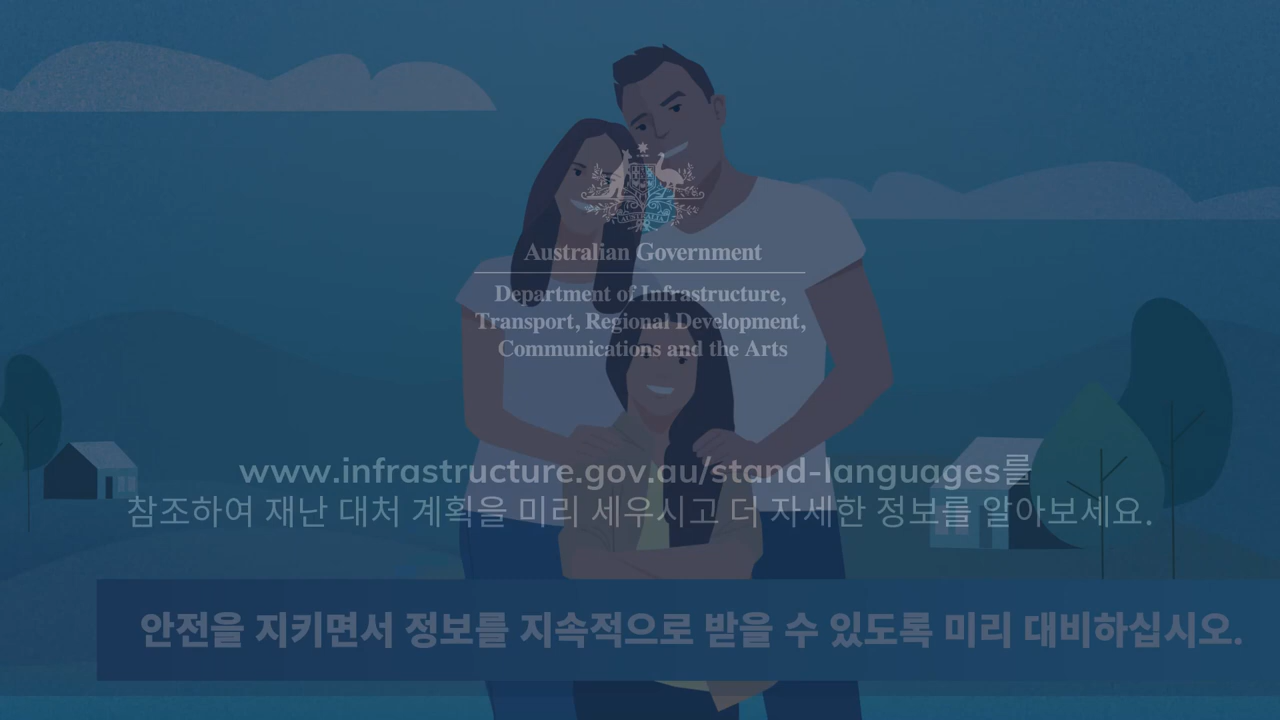 AUSTRALIA
Australian Government
Department of Infrastructure,
Transport, Regional Development,
Communications and the Arts
www.infrastructure.gov.au/stand-languages를
참조하여 재난 대처 계획을 미리 세우시고 더 자세한 정보를 알아보세요.
안전을 지키면서 정보를 지속적으로 받을 수 있도록 미리 대비하십시오.